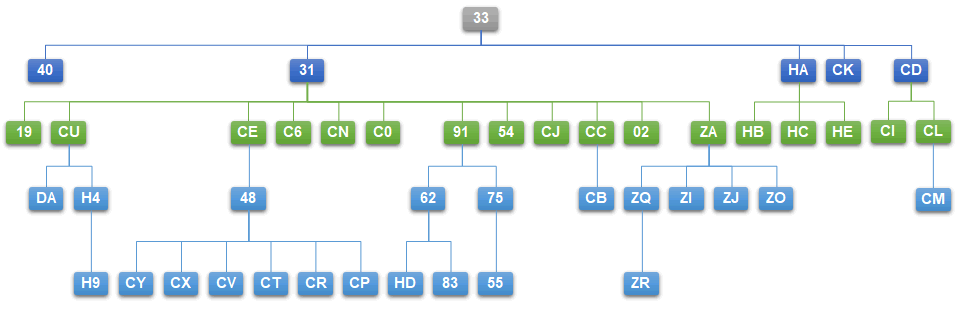 33
40 31 HA CK CD
19 CU CE C6 CN C0 91 54 CJ CC 02 ZA HB HC HE CI CL
DA H4 48 62 75 CB ZQ ZI ZJ ZO CM
H9 CY CX CV CT CR CP HD 83 55 ZR